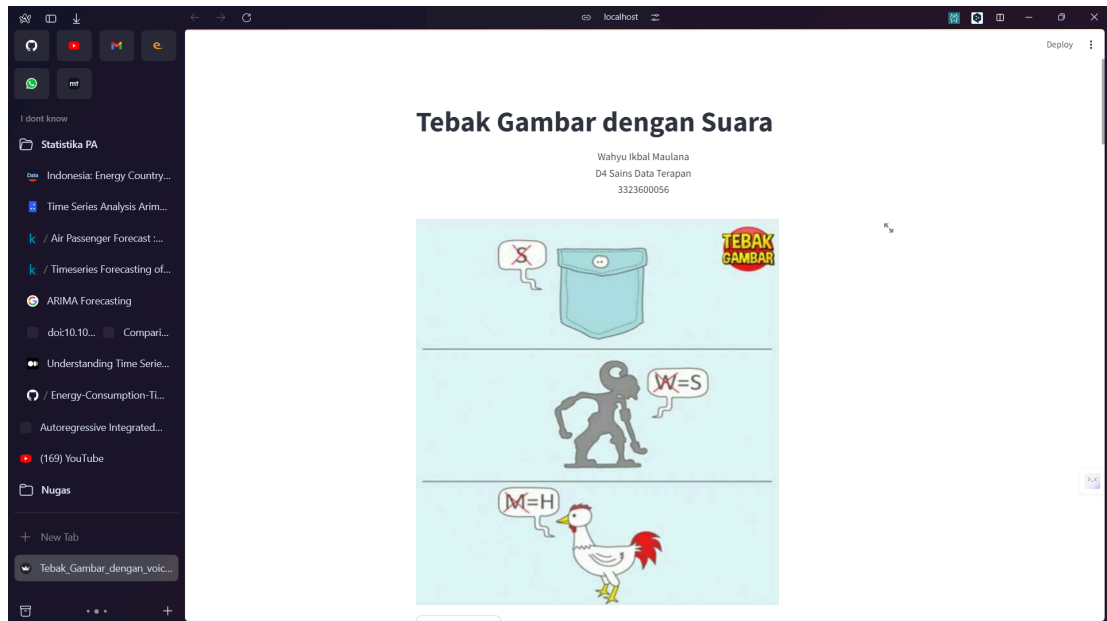 localhost
mt
Deploy
I dont know
Statistika PA
Data
Indonesia: Energy Country...
Time Series Analysis Arim...
k / Air Passenger Forecast :...
k / Timeseries Forecasting of...
ARIMA Forecasting
doi:10.10... Compari...
Understanding Time Serie...
/ Energy-Consumption-Ti...
Autoregressive Integrated...
(169) YouTube
Nugas
+ New Tab
Tebak_Gambar_dengan_voic...
Tebak Gambar dengan Suara
Wahyu Ikbal Maulana
D4 Sains Data Terapan
3323600056
S
TEBAK
GAMBAR
W=S
M=H